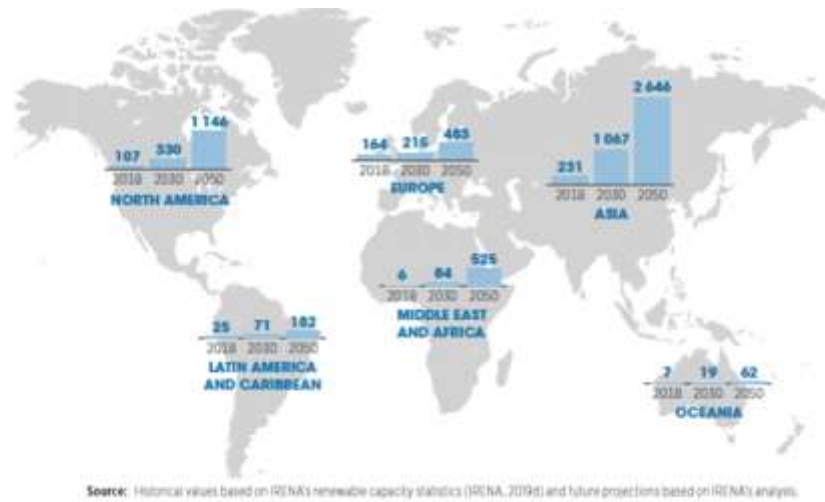 107 330 1 146
2018 2030 2050
NORTH AMERICA
164 215 483
2018 2030 2050
EUROPE
231 1 067 2 646
2018 2030 2050
ASIA
6 84 525
2018 2030 2050
MIDDLE EAST
AND AFRICA
25 71 182
2018 2030 2050
LATIN AMERICA
AND CARIBBEAN
7 19 62
2018 2030 2050
OCEANIA
Source: Historical values based on IRENA's renewable capacity statistics (IRENA, 2019d) and future projections based on IRENA's analysis.